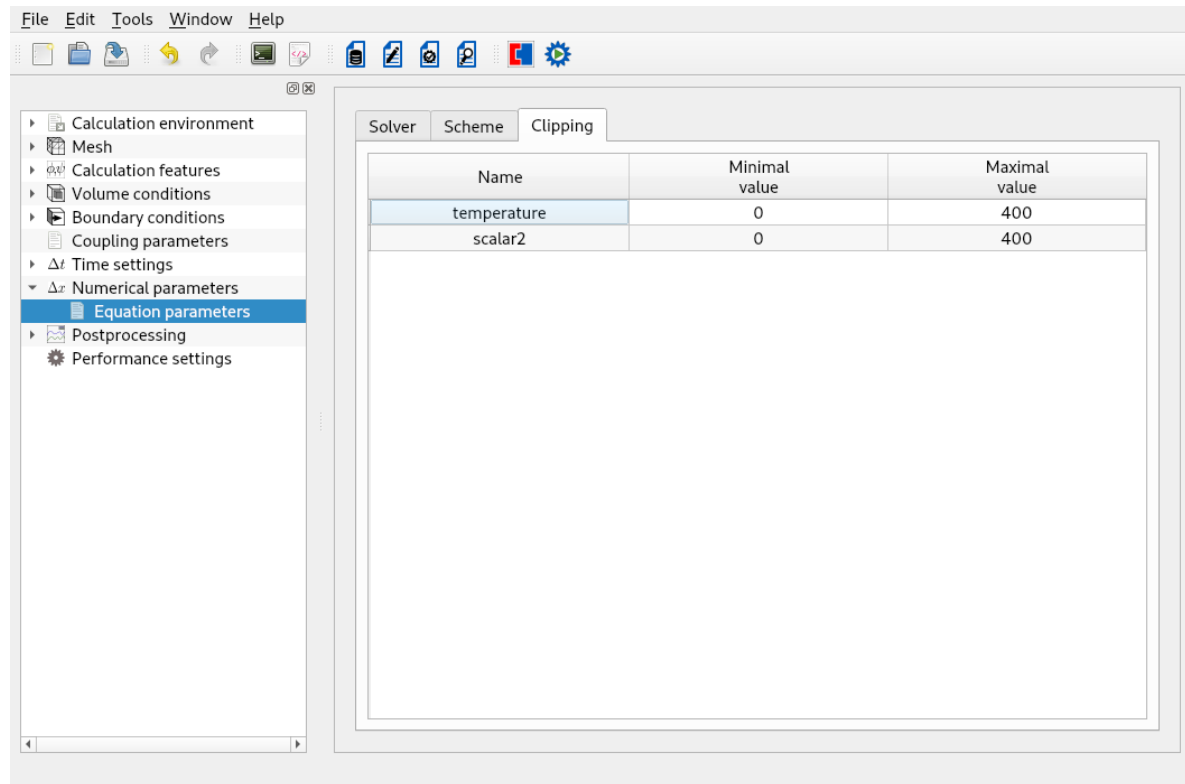 File Edit Tools Window Help
Calculation environment
Mesh
Calculation features
Volume conditions
Boundary conditions
Coupling parameters
Δt Time settings
Δx Numerical parameters
Equation parameters
Postprocessing
Performance settings
Solver Scheme Clipping
Name Minimal value Maximal value
temperature 0 400
scalar2 0 400